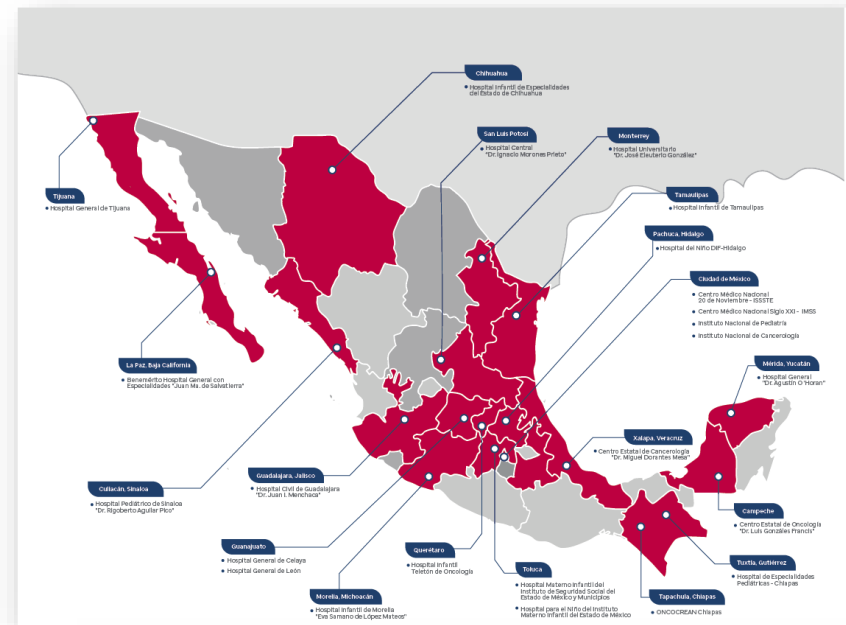 Chihuahua
• Hospital Infantil de Especialidades
del Estado de Chihuahua
San Luis Potosí
• Hospital Central
"Dr. Ignacio Morones Prieto"
Monterrey
• Hospital Universitario
"Dr. José Eleuterio González"
Tijuana
• Hospital General de Tijuana
Tamaulipas
• Hospital Infantil de Tamaulipas
Pachuca, Hidalgo
• Hospital del Niño DIF-Hidalgo
Ciudad de México
• Centro Médico Nacional
20 de Noviembre - ISSSTE
• Centro Médico Nacional Siglo XXI - IMSS
• Instituto Nacional de Pediatría
• Instituto Nacional de Cancerología
La Paz, Baja California
• Benemérito Hospital General con
Especialidades "Juan Ma. de Salvatierra"
Mérida, Yucatán
• Hospital General
"Dr. Agustín O'Horan"
Xalapa, Veracruz
• Centro Estatal de Cancerología
"Dr. Miguel Dorantes Mesa"
Guadalajara, Jalisco
• Hospital Civil de Guadalajara
"Dr. Juan I. Menchaca"
Culiacán, Sinaloa
• Hospital Pediátrico de Sinaloa
"Dr. Rigoberto Aguilar Pico"
Campeche
• Centro Estatal de Oncología
"Dr. Luis Gonzáles Francis"
Guanajuato
• Hospital General de Celaya
• Hospital General de León
Querétaro
• Hospital Infantil
Teletón de Oncología
Toluca
• Hospital Materno Infantil del
Instituto de Seguridad Social del
Estado de México y Municipios
• Hospital para el Niño del Instituto
Materno Infantil del Estado de México
Tuxtla, Gutiérrez
• Hospital de Especialidades
Pediátricas - Chiapas
Morelia, Michoacán
• Hospital Infantil de Morelia
"Eva Samano de López Mateos"
Tapachula, Chiapas
• ONCOCREAN Chiapas